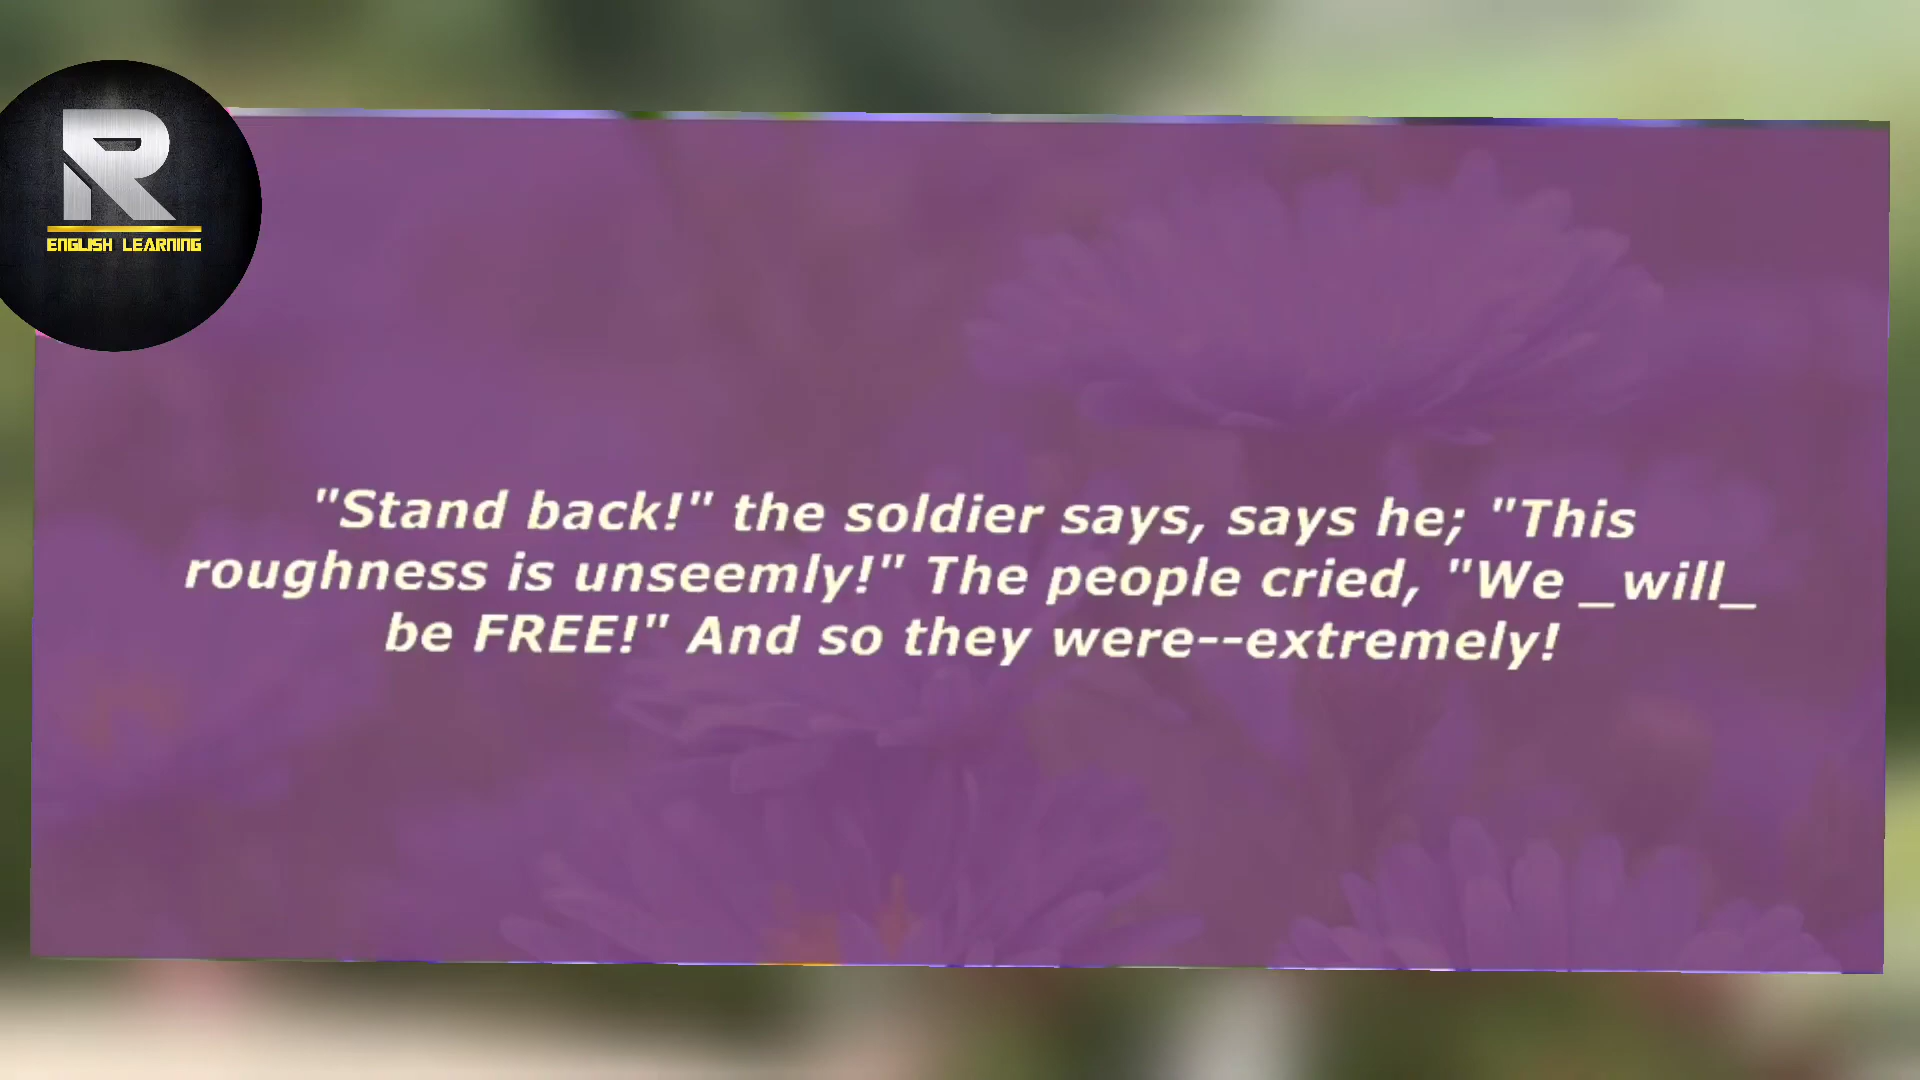 R
ENGLISH LEARNING
"Stand back!" the soldier says, says he; "This
roughness is unseemly!" The people cried, "We _will_
be FREE!" And so they were--extremely!